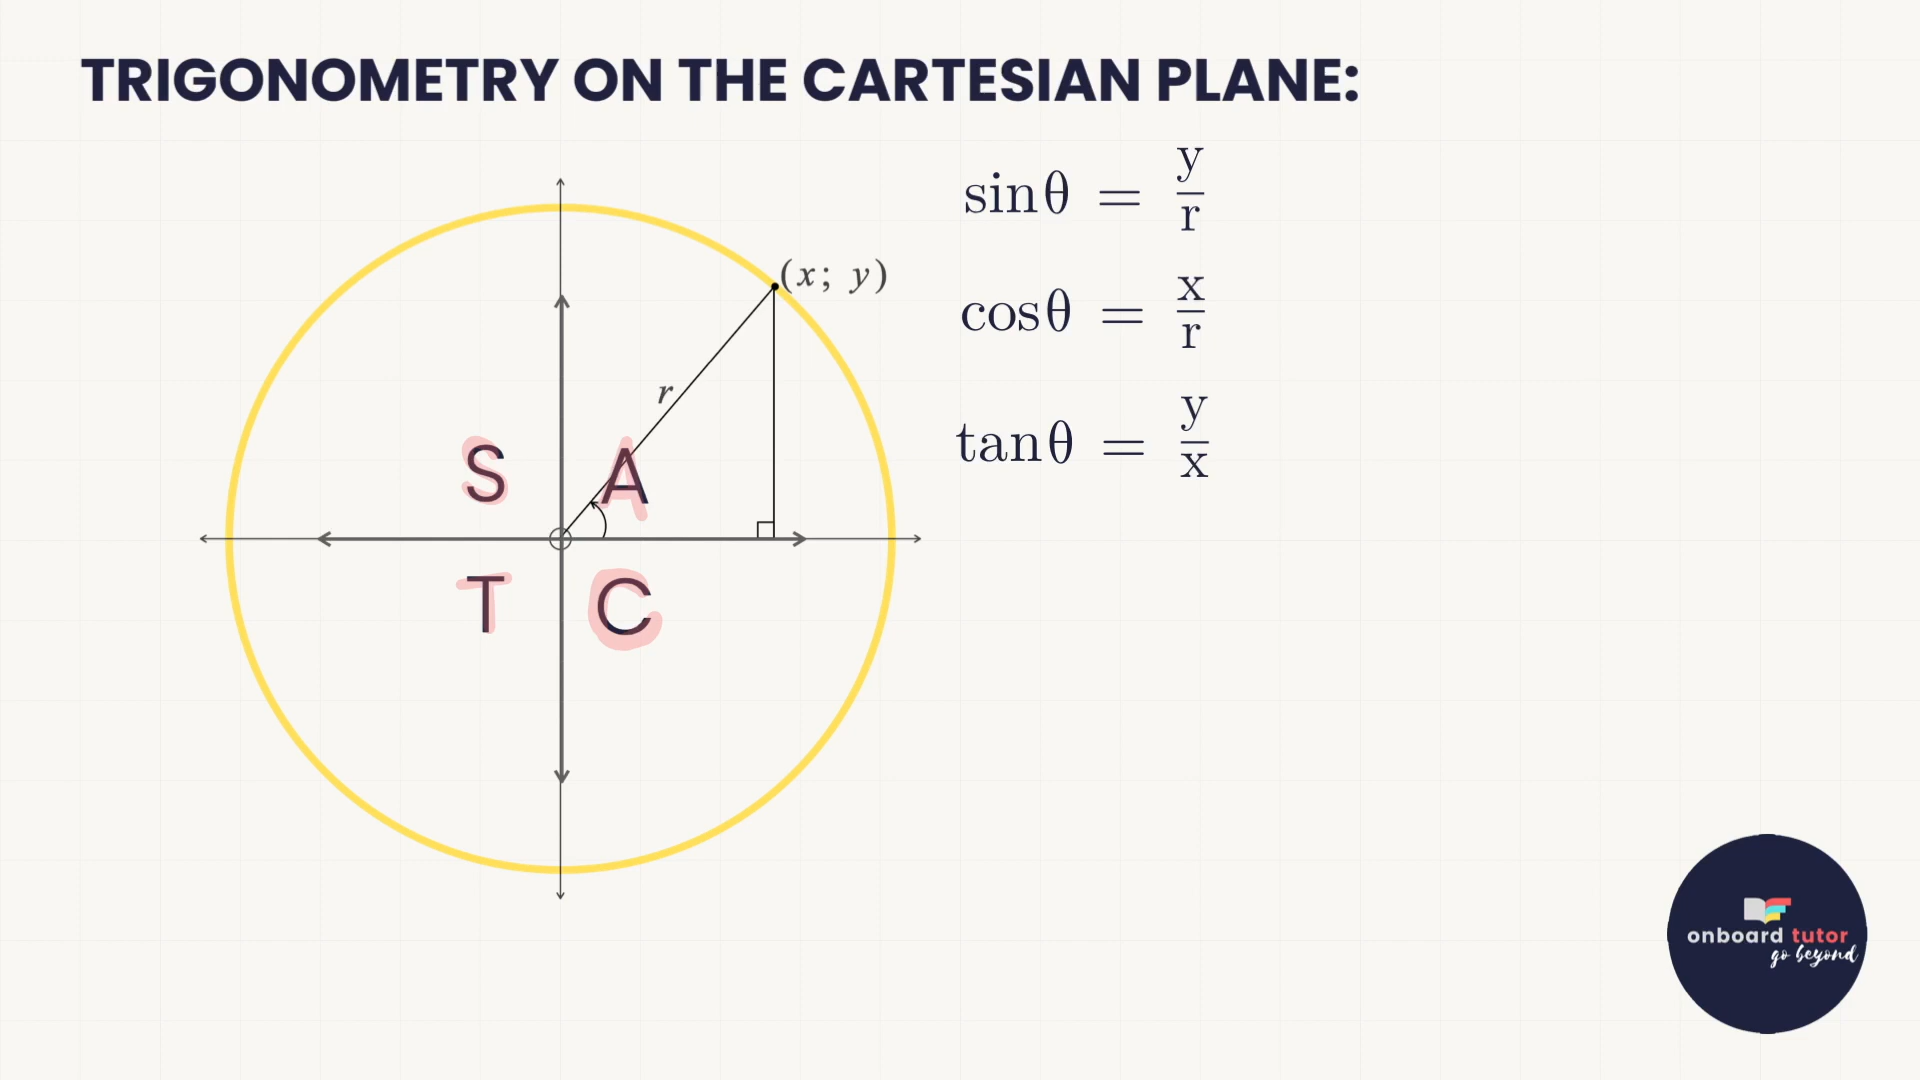 TRIGONOMETRY ON THE CARTESIAN PLANE:
(x; y)
r
S A
T C
sinθ = y/r
cosθ = x/r
tanθ = y/x
onboard tutor
go beyond